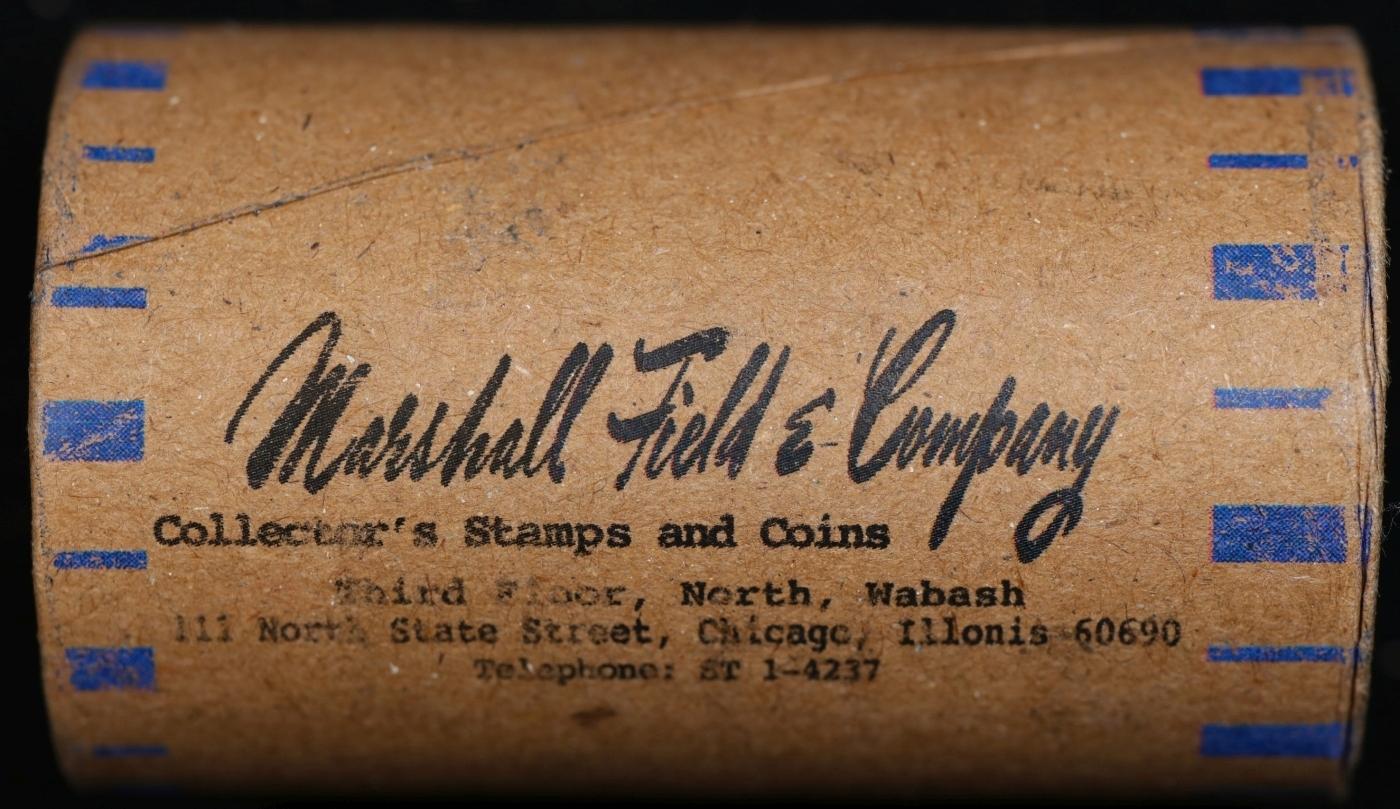 Marshall Field & Company
Collector's Stamps and Coins
Third Floor, North, Wabash
111 North State Street, Chicago, Illonis 60690
Telephone: ST 1-4237